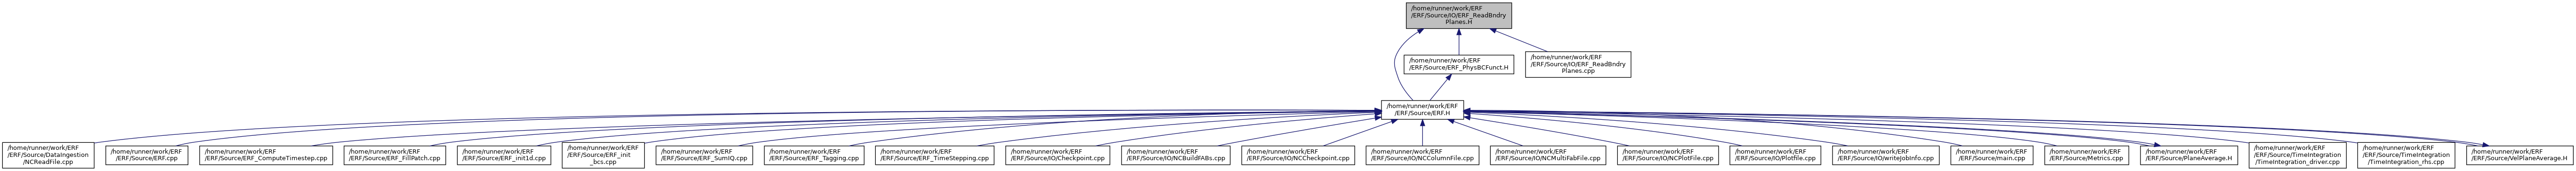 /home/runner/work/ERF
/ERF/Source/IO/ERF_ReadBndry
Planes.H
/home/runner/work/ERF
/ERF/Source/ERF_PhysBCFunct.H
/home/runner/work/ERF
/ERF/Source/IO/ERF_ReadBndry
Planes.cpp
/home/runner/work/ERF
/ERF/Source/ERF.H
/home/runner/work/ERF
/ERF/Source/DataIngestion
/NCReadFile.cpp
/home/runner/work/ERF
/ERF/Source/ERF.cpp
/home/runner/work/ERF
/ERF/Source/ERF_ComputeTimestep.cpp
/home/runner/work/ERF
/ERF/Source/ERF_FillPatch.cpp
/home/runner/work/ERF
/ERF/Source/ERF_init1d.cpp
/home/runner/work/ERF
/ERF/Source/ERF_init
_bcs.cpp
/home/runner/work/ERF
/ERF/Source/ERF_SumIQ.cpp
/home/runner/work/ERF
/ERF/Source/ERF_Tagging.cpp
/home/runner/work/ERF
/ERF/Source/ERF_TimeStepping.cpp
/home/runner/work/ERF
/ERF/Source/IO/Checkpoint.cpp
/home/runner/work/ERF
/ERF/Source/IO/NCBuildFABs.cpp
/home/runner/work/ERF
/ERF/Source/IO/NCCheckpoint.cpp
/home/runner/work/ERF
/ERF/Source/IO/NCColumnFile.cpp
/home/runner/work/ERF
/ERF/Source/IO/NCMultiFabFile.cpp
/home/runner/work/ERF
/ERF/Source/IO/NCPlotFile.cpp
/home/runner/work/ERF
/ERF/Source/IO/Plotfile.cpp
/home/runner/work/ERF
/ERF/Source/IO/writeJobInfo.cpp
/home/runner/work/ERF
/ERF/Source/main.cpp
/home/runner/work/ERF
/ERF/Source/Metrics.cpp
/home/runner/work/ERF
/ERF/Source/PlaneAverage.H
/home/runner/work/ERF
/ERF/Source/TimeIntegration
/TimeIntegration_driver.cpp
/home/runner/work/ERF
/ERF/Source/TimeIntegration
/TimeIntegration_rhs.cpp
/home/runner/work/ERF
/ERF/Source/VelPlaneAverage.H